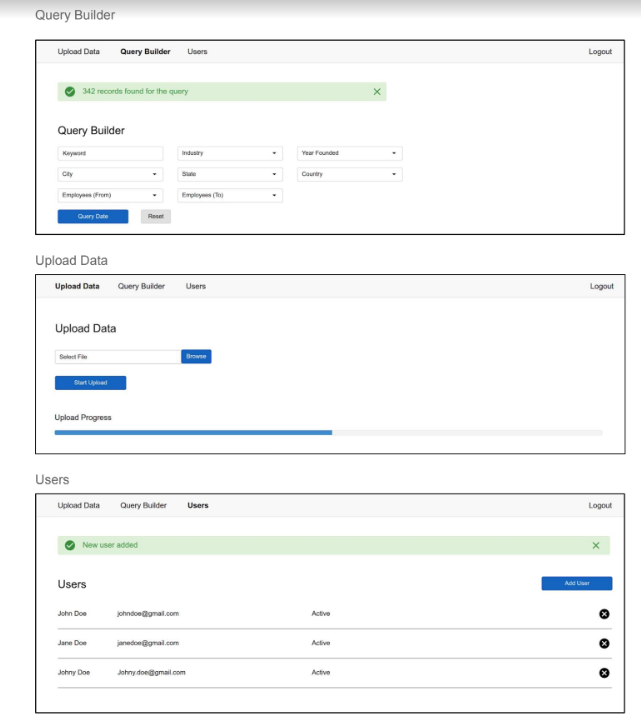 Query Builder
Upload Data Query Builder Users Logout
342 records found for the query
Query Builder
Keyword Industry Year Founded
City State Country
Employees (From) Employees (To)
Query Data Reset
Upload Data
Upload Data Query Builder Users Logout
Upload Data
Select File Browse
Start Upload
Upload Progress
Users
Upload Data Query Builder Users Logout
New user added
Users Add User
John Doe johndoe@gmail.com Active
Jane Doe janedoe@gmail.com Active
Johny Doe Johny.doe@gmail.com Active